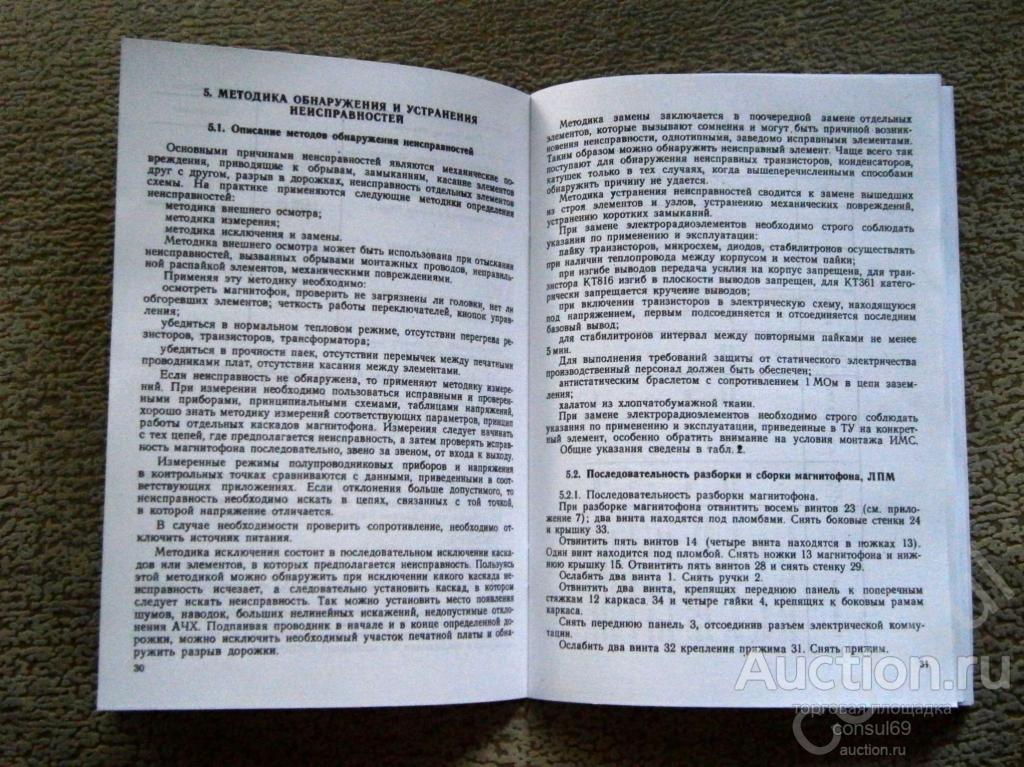 5. МЕТОДИКА ОБНАРУЖЕНИЯ И УСТРАНЕНИЯ
НЕИСПРАВНОСТЕЙ
5.1. Описание методов обнаружения неисправностей
Основными причинами неисправностей являются механические по-
вреждения, приводящие к обрывам, замыканиям, касание элементов
друг с другом, разрыв в дорожках, неисправность отдельных элементов
схемы. На практике применяются следующие методики определения
неисправностей:
методика внешнего осмотра;
методика измерения;
методика исключения и замены.
Методика внешнего осмотра может быть использована при отыскании
неисправностей, вызванных обрывами монтажных проводов, неправиль-
ной распайкой элементов, механическими повреждениями.
Применяя эту методику необходимо:
осмотреть магнитофон, проверить не загрязнены ли головки, нет ли
обгоревших элементов; четкость работы переключателей, кнопок управ-
ления;
убедиться в нормальном тепловом режиме, отсутствии перегрева ре-
зисторов, транзисторов, трансформатора;
убедиться в прочности паек, отсутствии перемычек между печатными
проводниками плат, отсутствии касания между элементами.
Если неисправность не обнаружена, то применяют методику измере-
ний. При измерении необходимо пользоваться исправными и проверен-
ными приборами, принципиальными схемами, таблицами напряжений,
хорошо знать методику измерений соответствующих параметров, принцип
работы отдельных каскадов магнитофона. Измерения следует начинать
с тех цепей, где предполагается неисправность, а затем проверять исправ-
ность магнитофона последовательно, звено за звеном, от входа к выходу.
Измеренные режимы полупроводниковых приборов и напряжения
в контрольных точках сравниваются с данными, приведенными в соот-
ветствующих приложениях. Если отклонения больше допустимого, то
неисправность необходимо искать в цепях, связанных с той точкой,
в которой напряжение отличается.
В случае необходимости проверить сопротивление, необходимо от-
ключить источник питания.
Методика исключения состоит в последовательном исключении каска-
дов или элементов, в которых предполагается неисправность. Пользуясь
этой методикой можно обнаружить при исключении какого каскада не-
исправность исчезает, а следовательно установить каскад, в котором
следует искать неисправность. Так можно установить место появления
шумов, наводок, больших нелинейных искажений, недопустимые откло-
нения АЧХ. Подпаивая проводник в начале и в конце определенной до-
рожки, можно исключить необходимый участок печатной платы и обна-
ружить разрыв дорожки.
30
Методика замены заключается в поочередной замене отдельных
элементов, которые вызывают сомнения и могут быть причиной возник-
новения неисправности, однотипными, заведомо исправными элементами.
Таким образом можно обнаружить неисправный элемент. Чаще всего так
поступают для обнаружения неисправных транзисторов, конденсаторов,
катушек только в тех случаях, когда вышеперечисленными способами
обнаружить причину не удается.
Методика устранения неисправностей сводится к замене вышедших
из строя элементов и узлов, устранению механических повреждений,
устранению коротких замыканий.
При замене электрорадиоэлементов необходимо строго соблюдать
указания по применению и эксплуатации:
пайку транзисторов, микросхем, диодов, стабилитронов осуществлять
при наличии теплопровода между корпусом и местом пайки;
при изгибе выводов передача усилия на корпус запрещена, для тран-
зистора КТ816 изгиб в плоскости выводов запрещен, для КТ361 катего-
рически запрещается кручение выводов;
при включении транзисторов в электрическую схему, находящуюся
под напряжением, первым подсоединяется и отсоединяется последним
базовый вывод;
для стабилитронов интервал между повторными пайками не менее
5 мин.
Для выполнения требований защиты от статического электричества
производственный персонал должен быть обеспечен;
антистатическим браслетом с сопротивлением 1 МОм в цепи зазем-
ления;
халатом из хлопчатобумажной ткани.
При замене электрорадиоэлементов необходимо строго соблюдать
указания по применению и эксплуатации, приведенные в ТУ на конкрет-
ный элемент, особенно обратить внимание на условия монтажа ИМС.
Общие указания сведены в табл. 2.
5.2. Последовательность разборки и сборки магнитофона, ЛПМ
5.2.1. Последовательность разборки магнитофона.
При разборке магнитофона отвинтить восемь винтов 23 (см. прило-
жение 7); два винта находятся под пломбами. Снять боковые стенки 24
и крышку 33.
Отвинтить пять винтов 14 (четыре винта находятся в ножках 13).
Один винт находится под пломбой. Снять ножки 13 магнитофона и ниж-
нюю крышку 15. Отвинтить пять винтов 28 и снять стенку 29.
Ослабить два винта 1. Снять ручки 2.
Отвинтить два винта, крепящих переднюю панель к поперечным
стяжкам 12 каркаса 34 и четыре гайки 4, крепящих к боковым рамам
каркаса.
Снять переднюю панель 3, отсоединив разъем электрической комму-
тации.
Ослабить два винта 32 крепления прижима 31. Снять прижим.
31
Auction.ru
торговая площадка
consul69
auction.ru